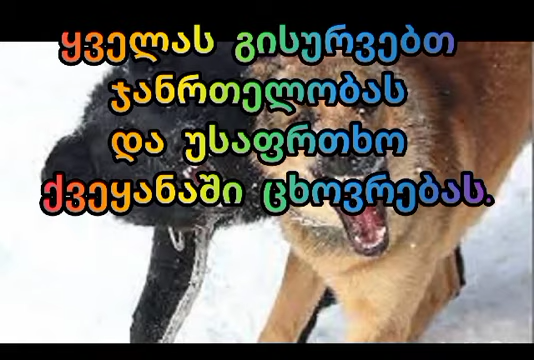 ყველას გისურვებთ
ჯანრთელობას
და უსაფრთხო
ქვეყანაში ცხოვრებას.